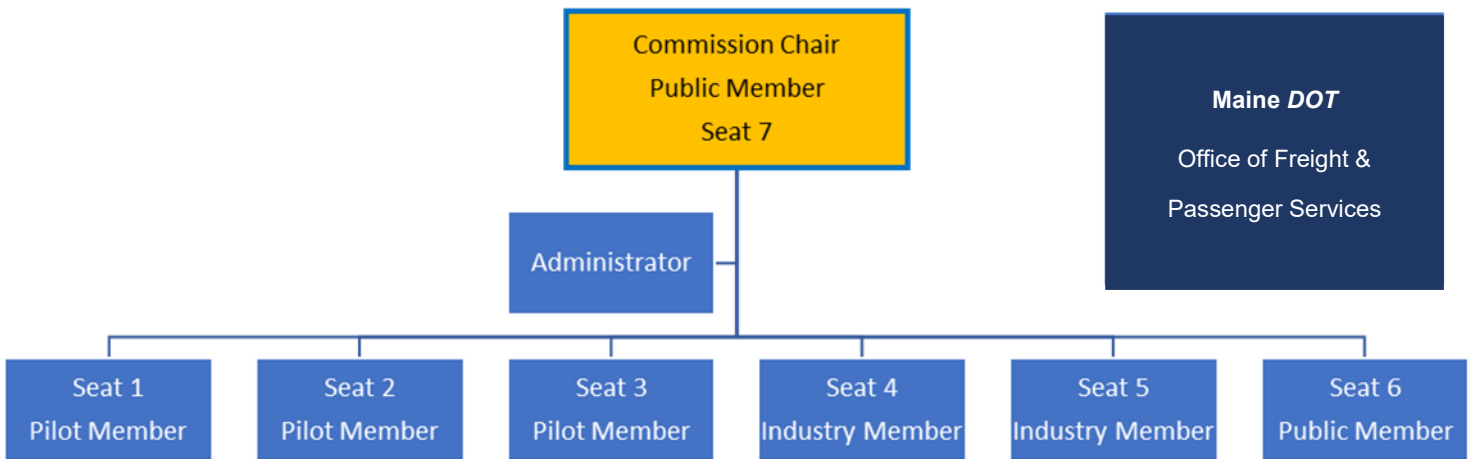 Commission Chair
Public Member
Seat 7
Maine DOT
Office of Freight &
Passenger Services
Administrator
Seat 1
Pilot Member
Seat 2
Pilot Member
Seat 3
Pilot Member
Seat 4
Industry Member
Seat 5
Industry Member
Seat 6
Public Member